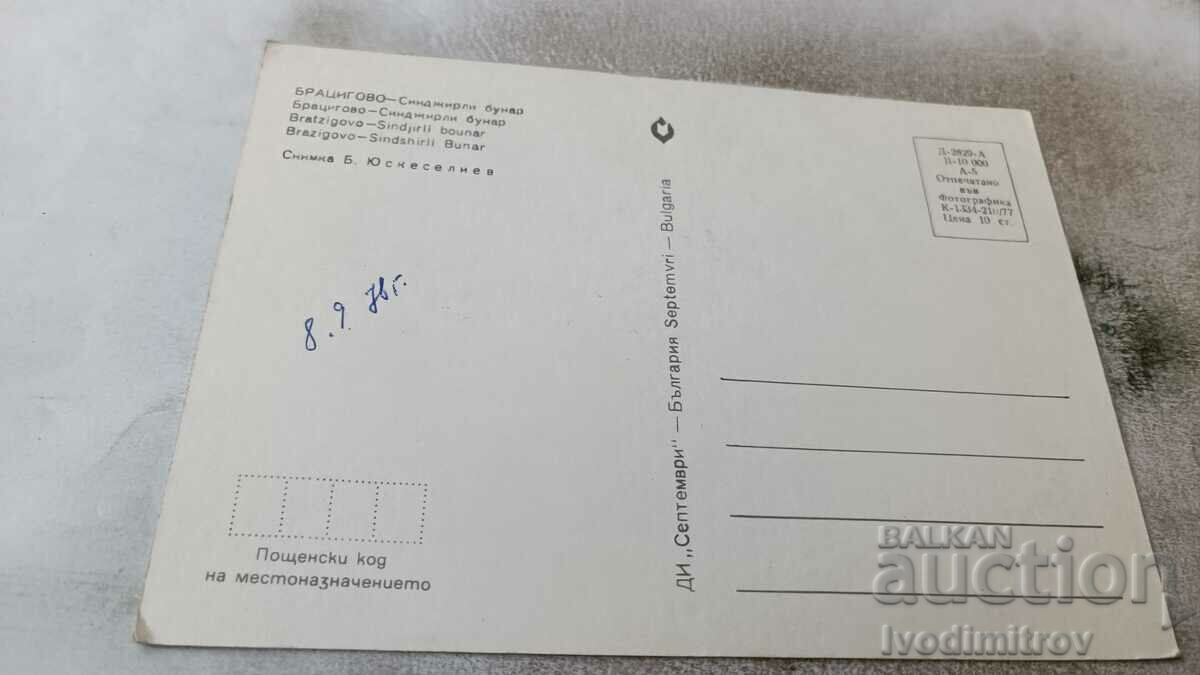 БРАЦИГОВО—Синджирли бунар
Брацигово—Синджирли бунар
Bratzigovo—Sindjirli bounar
Brazigovo—Sindshirli Bunar
Снимка Б. Юскеселиев
8. 9. 78г.
Пощенски код
на местоназначението
ДИ „Септември" — България Septemvri — Bulgaria
Д-2829-А
П-10 000
А-5
Отпечатано
във
Фотографика
Цена 10 ст.
BALKAN
auction
Ivodimitrov